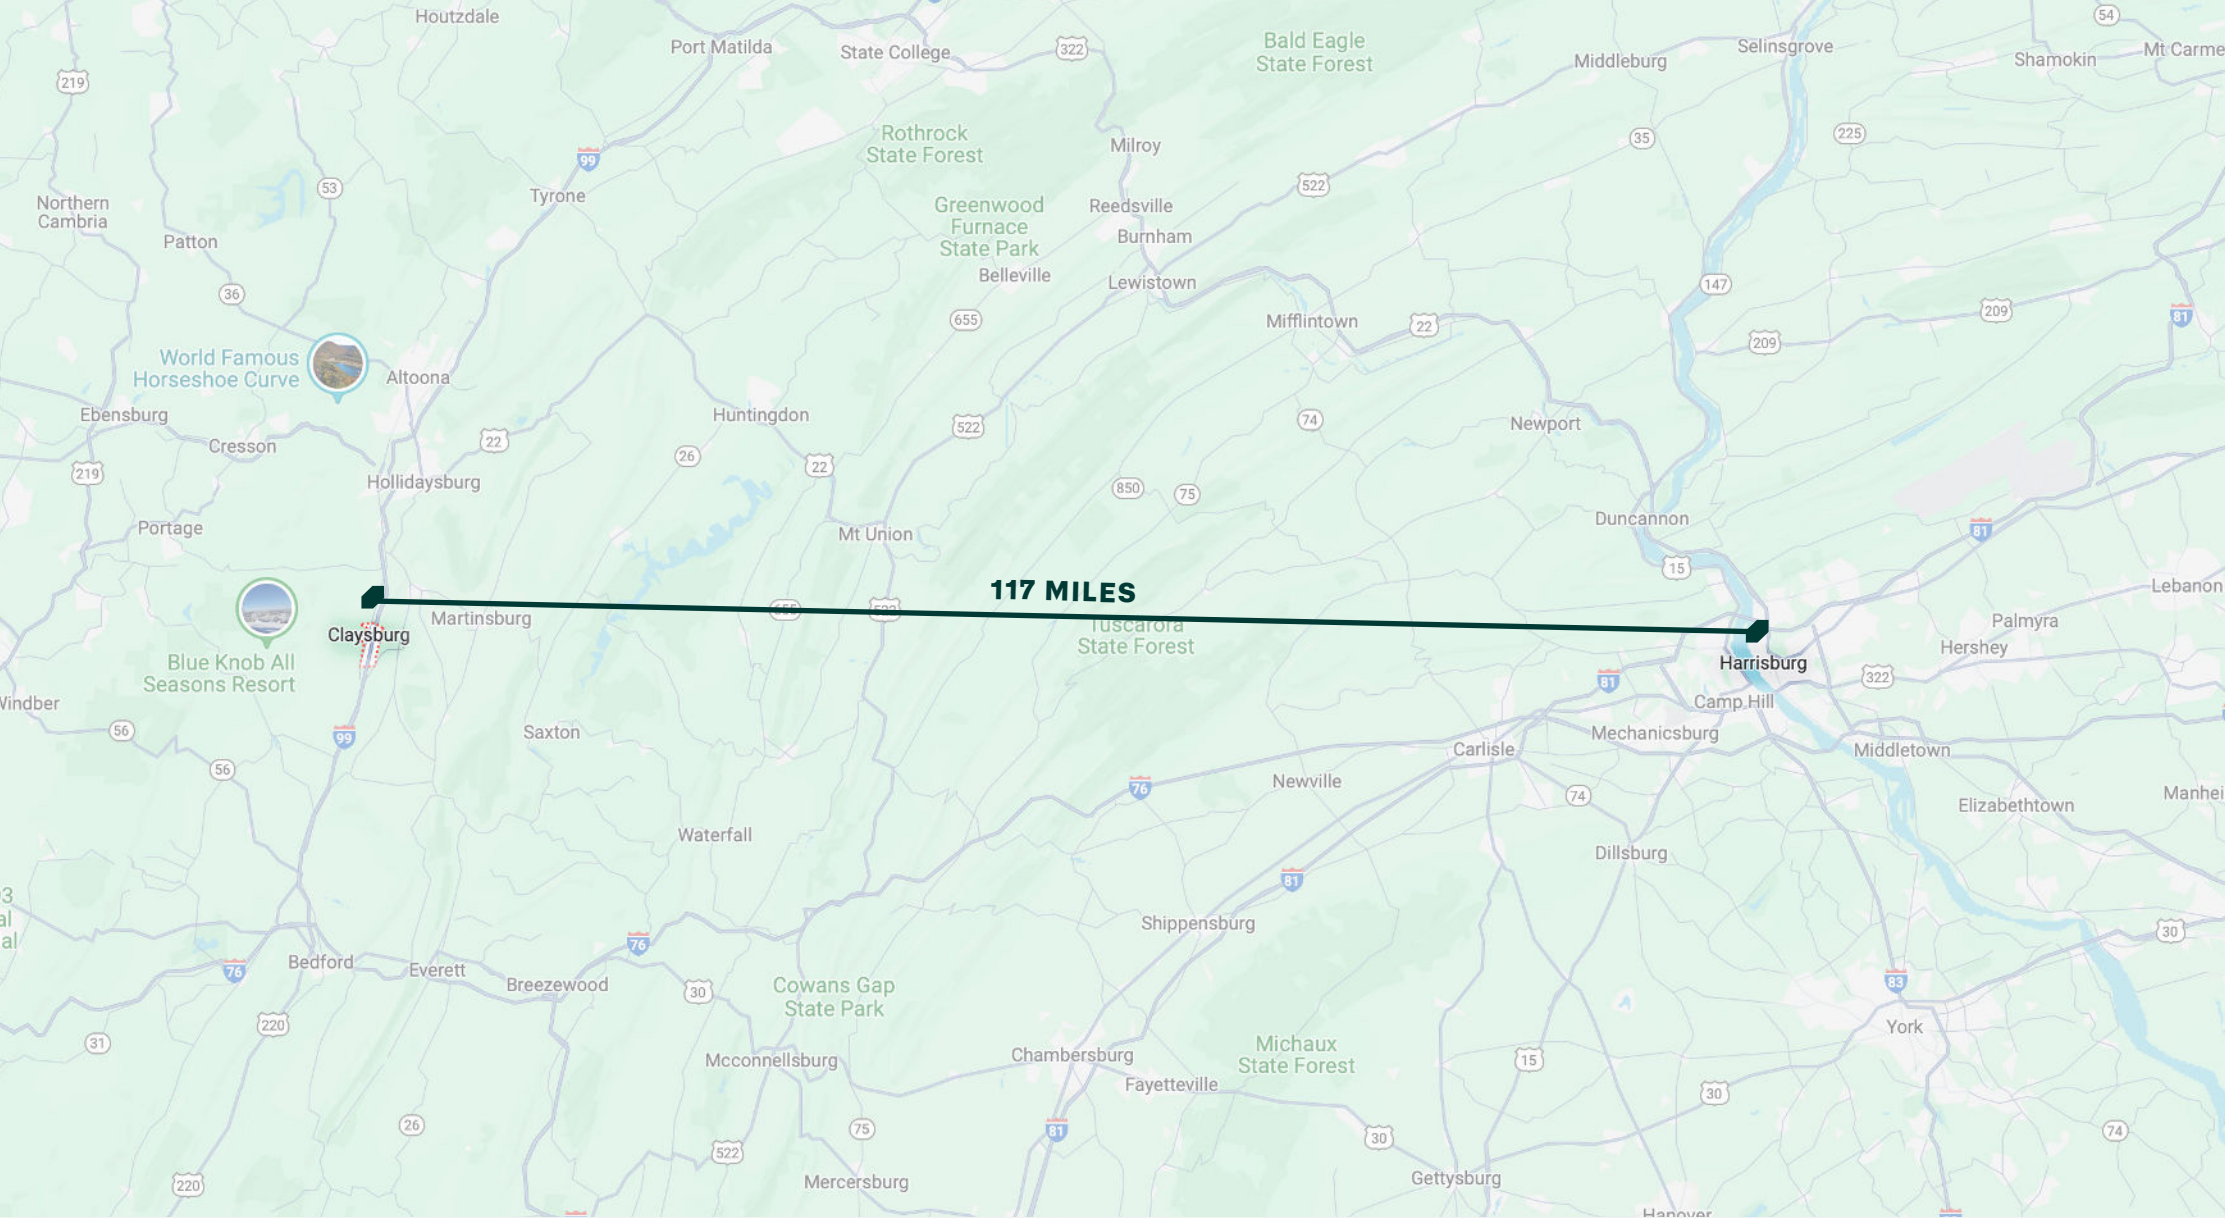 Houtzdale
Port Matilda
State College
322
Bald Eagle
State Forest
Middleburg
Selinsgrove
54
Shamokin
Mt Carme
219
Rothrock
State Forest
Milroy
35
225
99
53
Tyrone
522
Northern
Cambria
Greenwood
Furnace
State Park
Reedsville
Burnham
Patton
Belleville
Lewistown
36
147
655
Mifflintown
22
209
209
81
World Famous
Horseshoe Curve
Altoona
Ebensburg
Huntingdon
522
74
Newport
Cresson
22
26
22
219
Hollidaysburg
850
75
Portage
Mt Union
Duncannon
81
15
117 MILES
Lebanon
655
522
Martinsburg
Tuscarora
State Forest
Palmyra
Claysburg
Hershey
Blue Knob All
Seasons Resort
Harrisburg
81
322
Windber
Camp Hill
56
99
Saxton
Mechanicsburg
Carlisle
Middletown
56
76
Newville
74
Manhei
Elizabethtown
Waterfall
Dillsburg
81
03
al
al
Shippensburg
30
76
76
Bedford
Everett
Breezewood
30
Cowans Gap
State Park
83
220
York
31
Mcconnellsburg
Chambersburg
Michaux
State Forest
15
Fayetteville
30
26
75
81
30
74
522
220
Mercersburg
Gettysburg
Hanover